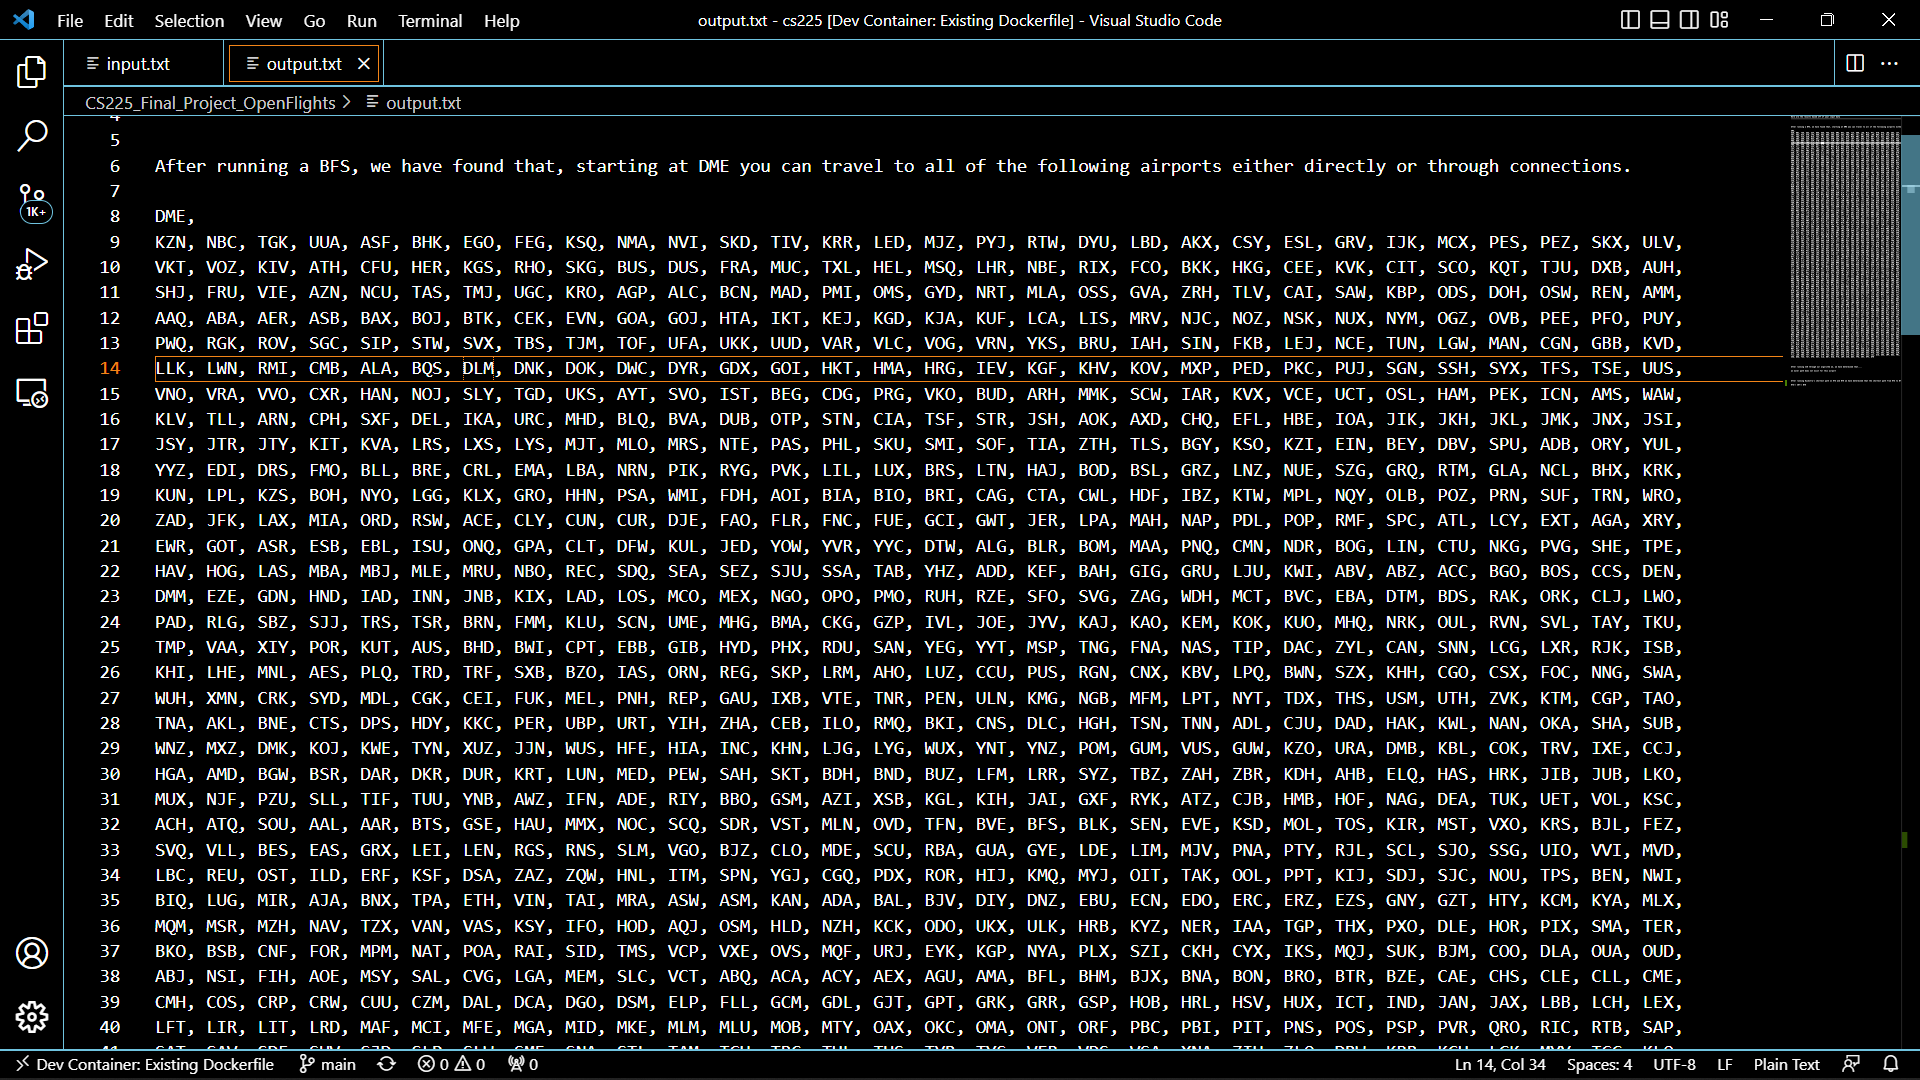 File Edit Selection View Go Run Terminal Help output.txt - cs225 [Dev Container: Existing Dockerfile] - Visual Studio Code
input.txt output.txt
CS225_Final_Project_OpenFlights > output.txt
5
6 After running a BFS, we have found that, starting at DME you can travel to all of the following airports either directly or through connections.
7
8 DME,
9 KZN, NBC, TGK, UUA, ASF, BHK, EGO, FEG, KSQ, NMA, NVI, SKD, TIV, KRR, LED, MJZ, PYJ, RTW, DYU, LBD, AKX, CSY, ESL, GRV, IJK, MCX, PES, PEZ, SKX, ULV,
10 VKT, VOZ, KIV, ATH, CFU, HER, KGS, RHO, SKG, BUS, DUS, FRA, MUC, TXL, HEL, MSQ, LHR, NBE, RIX, FCO, BKK, HKG, CEE, KVK, CIT, SCO, KQT, TJU, DXB, AUH,
11 SHJ, FRU, VIE, AZN, NCU, TAS, TMJ, UGC, KRO, AGP, ALC, BCN, MAD, PMI, OMS, GYD, NRT, MLA, OSS, GVA, ZRH, TLV, CAI, SAW, KBP, ODS, DOH, OSW, REN, AMM,
12 AAQ, ABA, AER, ASB, BAX, BOJ, BTK, CEK, EVN, GOA, GOJ, HTA, IKT, KEJ, KGD, KJA, KUF, LCA, LIS, MRV, NJC, NOZ, NSK, NUX, NYM, OGZ, OVB, PEE, PFO, PUY,
13 PWQ, RGK, ROV, SGC, SIP, STW, SVX, TBS, TJM, TOF, UFA, UKK, UUD, VAR, VLC, VOG, VRN, YKS, BRU, IAH, SIN, FKB, LEJ, NCE, TUN, LGW, MAN, CGN, GBB, KVD,
14 LLK, LWN, RMI, CMB, ALA, BQS, DLM, DNK, DOK, DWC, DYR, GDX, GOI, HKT, HMA, HRG, IEV, KGF, KHV, KOV, MXP, PED, PKC, PUJ, SGN, SSH, SYX, TFS, TSE, UUS,
15 VNO, VRA, VVO, CXR, HAN, NOJ, SLY, TGD, UKS, AYT, SVO, IST, BEG, CDG, PRG, VKO, BUD, ARH, MMK, SCW, IAR, KVX, VCE, UCT, OSL, HAM, PEK, ICN, AMS, WAW,
16 KLV, TLL, ARN, CPH, SXF, DEL, IKA, URC, MHD, BLQ, BVA, DUB, OTP, STN, CIA, TSF, STR, JSH, AOK, AXD, CHQ, EFL, HBE, IOA, JIK, JKH, JKL, JMK, JNX, JSI,
17 JSY, JTR, JTY, KIT, KVA, LRS, LXS, LYS, MJT, MLO, MRS, NTE, PAS, PHL, SKU, SMI, SOF, TIA, ZTH, TLS, BGY, KSO, KZI, EIN, BEY, DBV, SPU, ADB, ORY, YUL,
18 YYZ, EDI, DRS, FMO, BLL, BRE, CRL, EMA, LBA, NRN, PIK, RYG, PVK, LIL, LUX, BRS, LTN, HAJ, BOD, BSL, GRZ, LNZ, NUE, SZG, GRQ, RTM, GLA, NCL, BHX, KRK,
19 KUN, LPL, KZS, BOH, NYO, LGG, KLX, GRO, HHN, PSA, WMI, FDH, AOI, BIA, BIO, BRI, CAG, CTA, CWL, HDF, IBZ, KTW, MPL, NQY, OLB, POZ, PRN, SUF, TRN, WRO,
20 ZAD, JFK, LAX, MIA, ORD, RSW, ACE, CLY, CUN, CUR, DJE, FAO, FLR, FNC, FUE, GCI, GWT, JER, LPA, MAH, NAP, PDL, POP, RMF, SPC, ATL, LCY, EXT, AGA, XRY,
21 EWR, GOT, ASR, ESB, EBL, ISU, ONQ, GPA, CLT, DFW, KUL, JED, YOW, YVR, YYC, DTW, ALG, BLR, BOM, MAA, PNQ, CMN, NDR, BOG, LIN, CTU, NKG, PVG, SHE, TPE,
22 HAV, HOG, LAS, MBA, MBJ, MLE, MRU, NBO, REC, SDQ, SEA, SEZ, SJU, SSA, TAB, YHZ, ADD, KEF, BAH, GIG, GRU, LJU, KWI, ABV, ABZ, ACC, BGO, BOS, CCS, DEN,
23 DMM, EZE, GDN, HND, IAD, INN, JNB, KIX, LAD, LOS, MCO, MEX, NGO, OPO, PMO, RUH, RZE, SFO, SVG, ZAG, WDH, MCT, BVC, EBA, DTM, BDS, RAK, ORK, CLJ, LWO,
24 PAD, RLG, SBZ, SJJ, TRS, TSR, BRN, FMM, KLU, SCN, UME, MHG, BMA, CKG, GZP, IVL, JOE, JYV, KAJ, KAO, KEM, KOK, KUO, MHQ, NRK, OUL, RVN, SVL, TAY, TKU,
25 TMP, VAA, XIY, POR, KUT, AUS, BHD, BWI, CPT, EBB, GIB, HYD, PHX, RDU, SAN, YEG, YYT, MSP, TNG, FNA, NAS, TIP, DAC, ZYL, CAN, SNN, LCG, LXR, RJK, ISB,
26 KHI, LHE, MNL, AES, PLQ, TRD, TRF, SXB, BZO, IAS, ORN, REG, SKP, LRM, AHO, LUZ, CCU, PUS, RGN, CNX, KBV, LPQ, BWN, SZX, KHH, CGO, CSX, FOC, NNG, SWA,
27 WUH, XMN, CRK, SYD, MDL, CGK, CEI, FUK, MEL, PNH, REP, GAU, IXB, VTE, TNR, PEN, ULN, KMG, NGB, MFM, LPT, NYT, TDX, THS, USM, UTH, ZVK, KTM, CGP, TAO,
28 TNA, AKL, BNE, CTS, DPS, HDY, KKC, PER, UBP, URT, YIH, ZHA, CEB, ILO, RMQ, BKI, CNS, DLC, HGH, TSN, TNN, ADL, CJU, DAD, HAK, KWL, NAN, OKA, SHA, SUB,
29 WNZ, MXZ, DMK, KOJ, KWE, TYN, XUZ, JJN, WUS, HFE, HIA, INC, KHN, LJG, LYG, WUX, YNT, YNZ, POM, GUM, VUS, GUW, KZO, URA, DMB, KBL, COK, TRV, IXE, CCJ,
30 HGA, AMD, BGW, BSR, DAR, DKR, DUR, KRT, LUN, MED, PEW, SAH, SKT, BDH, BND, BUZ, LFM, LRR, SYZ, TBZ, ZAH, ZBR, KDH, AHB, ELQ, HAS, HRK, JIB, JUB, LKO,
31 MUX, NJF, PZU, SLL, TIF, TUU, YNB, AWZ, IFN, ADE, RIY, BBO, GSM, AZI, XSB, KGL, KIH, JAI, GXF, RYK, ATZ, CJB, HMB, HOF, NAG, DEA, TUK, UET, VOL, KSC,
32 ACH, ATQ, SOU, AAL, AAR, BTS, GSE, HAU, MMX, NOC, SCQ, SDR, VST, MLN, OVD, TFN, BVE, BFS, BLK, SEN, EVE, KSD, MOL, TOS, KIR, MST, VXO, KRS, BJL, FEZ,
33 SVQ, VLL, BES, EAS, GRX, LEI, LEN, RGS, RNS, SLM, VGO, BJZ, CLO, MDE, SCU, RBA, GUA, GYE, LDE, LIM, MJV, PNA, PTY, RJL, SCL, SJO, SSG, UIO, VVI, MVD,
34 LBC, REU, OST, ILD, ERF, KSF, DSA, ZAZ, ZQW, HNL, ITM, SPN, YGJ, CGQ, PDX, ROR, HIJ, KMQ, MYJ, OIT, TAK, OOL, PPT, KIJ, SDJ, SJC, NOU, TPS, BEN, NWI,
35 BIQ, LUG, MIR, AJA, BNX, TPA, ETH, VIN, TAI, MRA, ASW, ASM, KAN, ADA, BAL, BJV, DIY, DNZ, EBU, ECN, EDO, ERC, ERZ, EZS, GNY, GZT, HTY, KCM, KYA, MLX,
36 MQM, MSR, MZH, NAV, TZX, VAN, VAS, KSY, IFO, HOD, AQJ, OSM, HLD, NZH, KCK, ODO, UKX, ULK, HRB, KYZ, NER, IAA, TGP, THX, PXO, DLE, HOR, PIX, SMA, TER,
37 BKO, BSB, CNF, FOR, MPM, NAT, POA, RAI, SID, TMS, VCP, VXE, OVS, MQF, URJ, EYK, KGP, NYA, PLX, SZI, CKH, CYX, IKS, MQJ, SUK, BJM, COO, DLA, OUA, OUD,
38 ABJ, NSI, FIH, AOE, MSY, SAL, CVG, LGA, MEM, SLC, VCT, ABQ, ACA, ACY, AEX, AGU, AMA, BFL, BHM, BJX, BNA, BON, BRO, BTR, BZE, CAE, CHS, CLE, CLL, CME,
39 CMH, COS, CRP, CRW, CUU, CZM, DAL, DCA, DGO, DSM, ELP, FLL, GCM, GDL, GJT, GPT, GRK, GRR, GSP, HOB, HRL, HSV, HUX, ICT, IND, JAN, JAX, LBB, LCH, LEX,
40 LFT, LIR, LIT, LRD, MAF, MCI, MFE, MGA, MID, MKE, MLM, MLU, MOB, MTY, OAX, OKC, OMA, ONT, ORF, PBC, PBI, PIT, PNS, POS, PSP, PVR, QRO, RIC, RTB, SAP,
1K+
Dev Container: Existing Dockerfile main 0 0 0 Ln 14, Col 34 Spaces: 4 UTF-8 LF Plain Text